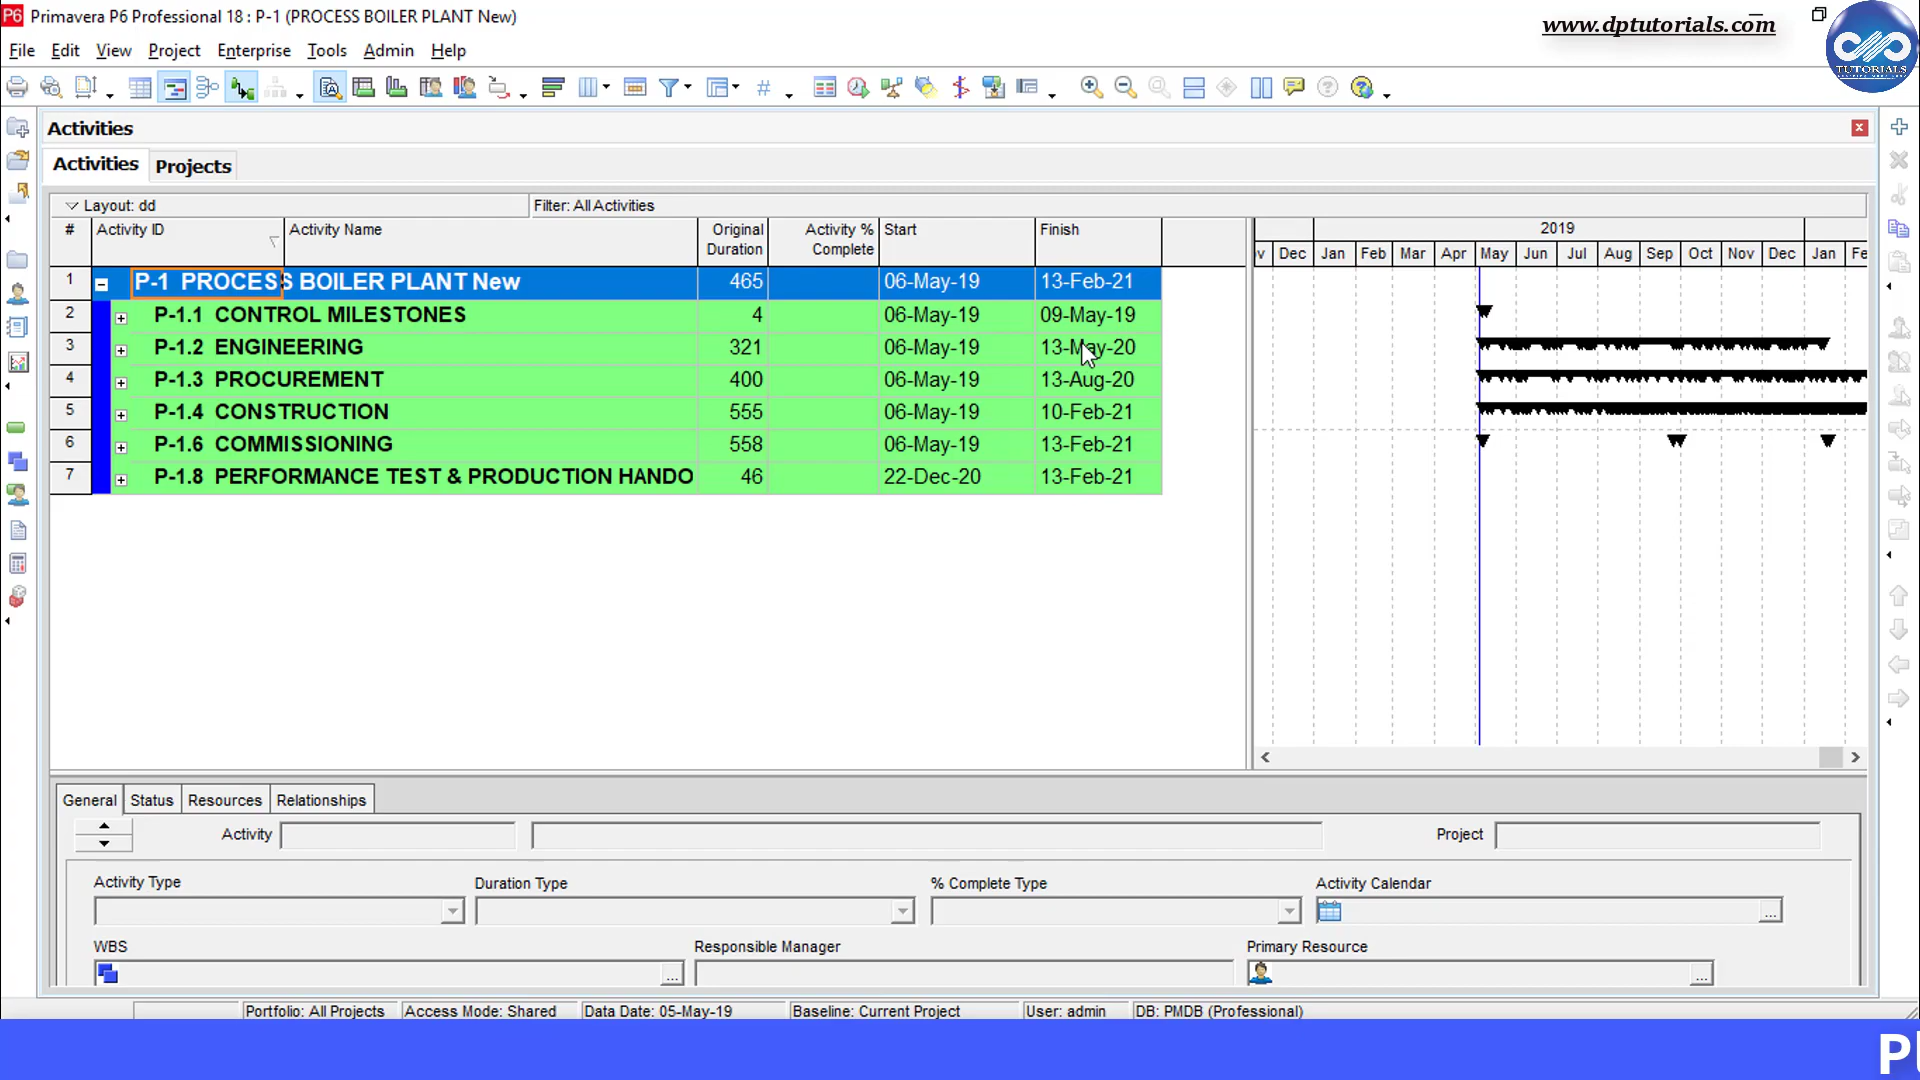 P6 Primavera P6 Professional 18 : P-1 (PROCESS BOILER PLANT New)
www.dptutorials.com
TUTORIALS
File Edit View Project Enterprise Tools Admin Help
Activities
Activities Projects
Layout: dd Filter: All Activities
# Activity ID Activity Name Original Duration Activity % Complete Start Finish
2019
Dec Jan Feb Mar Apr May Jun Jul Aug Sep Oct Nov Dec Jan Fe
1 P-1 PROCESS BOILER PLANT New 465 06-May-19 13-Feb-21
2 P-1.1 CONTROL MILESTONES 4 06-May-19 09-May-19
3 P-1.2 ENGINEERING 321 06-May-19 13-May-20
4 P-1.3 PROCUREMENT 400 06-May-19 13-Aug-20
5 P-1.4 CONSTRUCTION 555 06-May-19 10-Feb-21
6 P-1.6 COMMISSIONING 558 06-May-19 13-Feb-21
7 P-1.8 PERFORMANCE TEST & PRODUCTION HANDO 46 22-Dec-20 13-Feb-21
General Status Resources Relationships
Activity Project
Activity Type Duration Type % Complete Type Activity Calendar
WBS Responsible Manager Primary Resource
Portfolio: All Projects Access Mode: Shared Data Date: 05-May-19 Baseline: Current Project User: admin DB: PMDB (Professional)